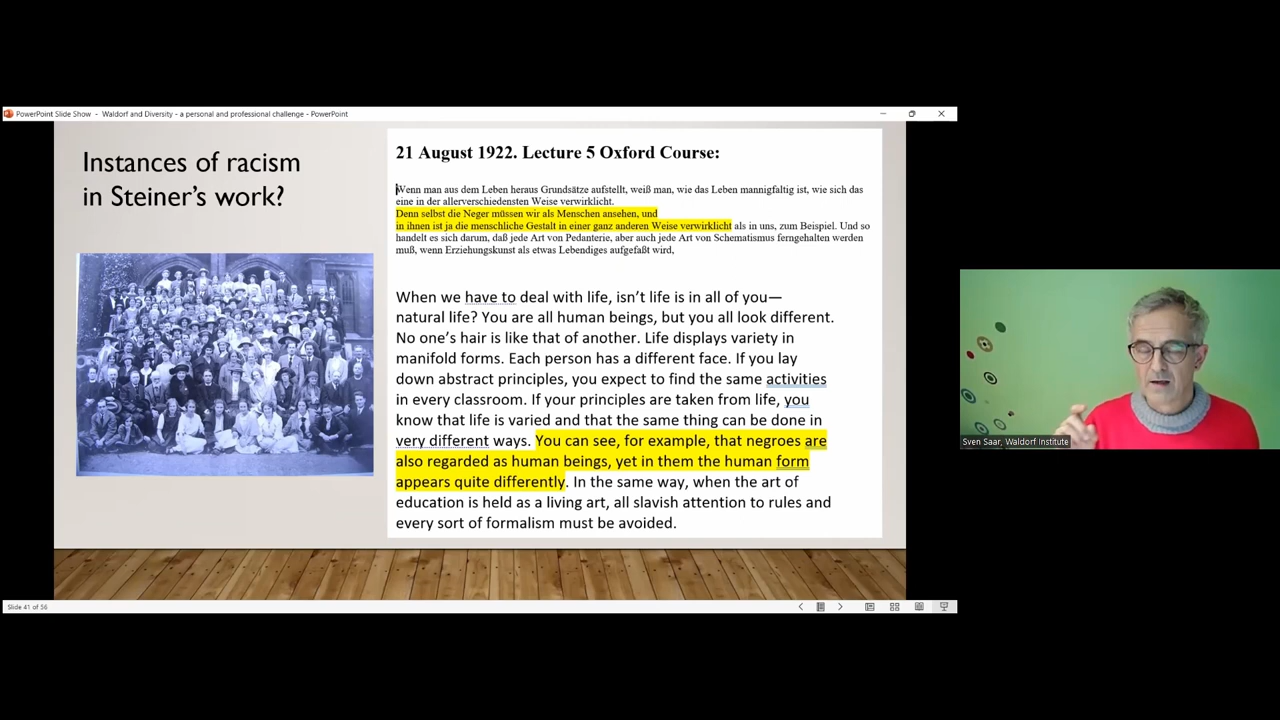 PowerPoint Slide Show - Waldorf and Diversity - a personal and professional challenge - PowerPoint
Instances of racism
in Steiner's work?
21 August 1922. Lecture 5 Oxford Course:
Wenn man aus dem Leben heraus Grundsätze aufstellt, weiß man, wie das Leben mannigfaltig ist, wie sich das
eine in der allerverschiedensten Weise verwirklicht.
Denn selbst die Neger müssen wir als Menschen ansehen, und
in ihnen ist ja die menschliche Gestalt in einer ganz anderen Weise verwirklicht als in uns, zum Beispiel. Und so
handelt es sich darum, daß jede Art von Pedanterie, aber auch jede Art von Schematismus ferngehalten werden
muß, wenn Erziehungskunst als etwas Lebendiges aufgefaßt wird,
When we have to deal with life, isn't life is in all of you—
natural life? You are all human beings, but you all look different.
No one's hair is like that of another. Life displays variety in
manifold forms. Each person has a different face. If you lay
down abstract principles, you expect to find the same activities
in every classroom. If your principles are taken from life, you
know that life is varied and that the same thing can be done in
very different ways. You can see, for example, that negroes are
also regarded as human beings, yet in them the human form
appears quite differently. In the same way, when the art of
education is held as a living art, all slavish attention to rules and
every sort of formalism must be avoided.
Sven Saar, Waldorf Institute
Slide 41 of 56